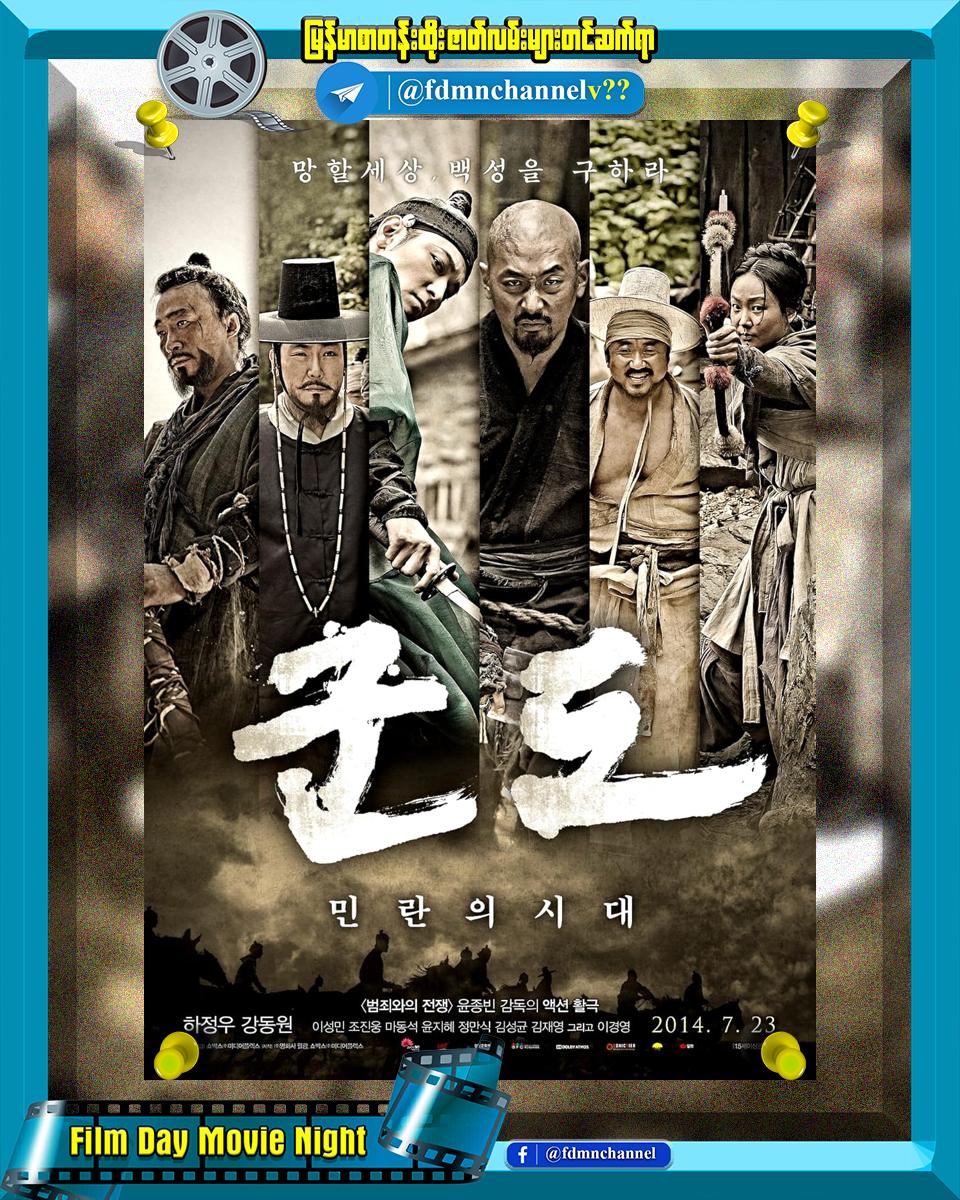 မြန်မာစာတန်းထိုး ဇာတ်လမ်းများတင်ဆက်ရာ
@fdmnchannelv??
망할세상, 백성을 구하라
군도
민란의 시대
〈범죄와의 전쟁〉 윤종빈 감독의 액션 활극
하정우 강동원 이성민 조진웅 마동석 윤지혜 정만식 김성균 김재영 그리고 이경영 2014. 7. 23
DOLBY ATMOS
Film Day Movie Night
@fdmnchannel